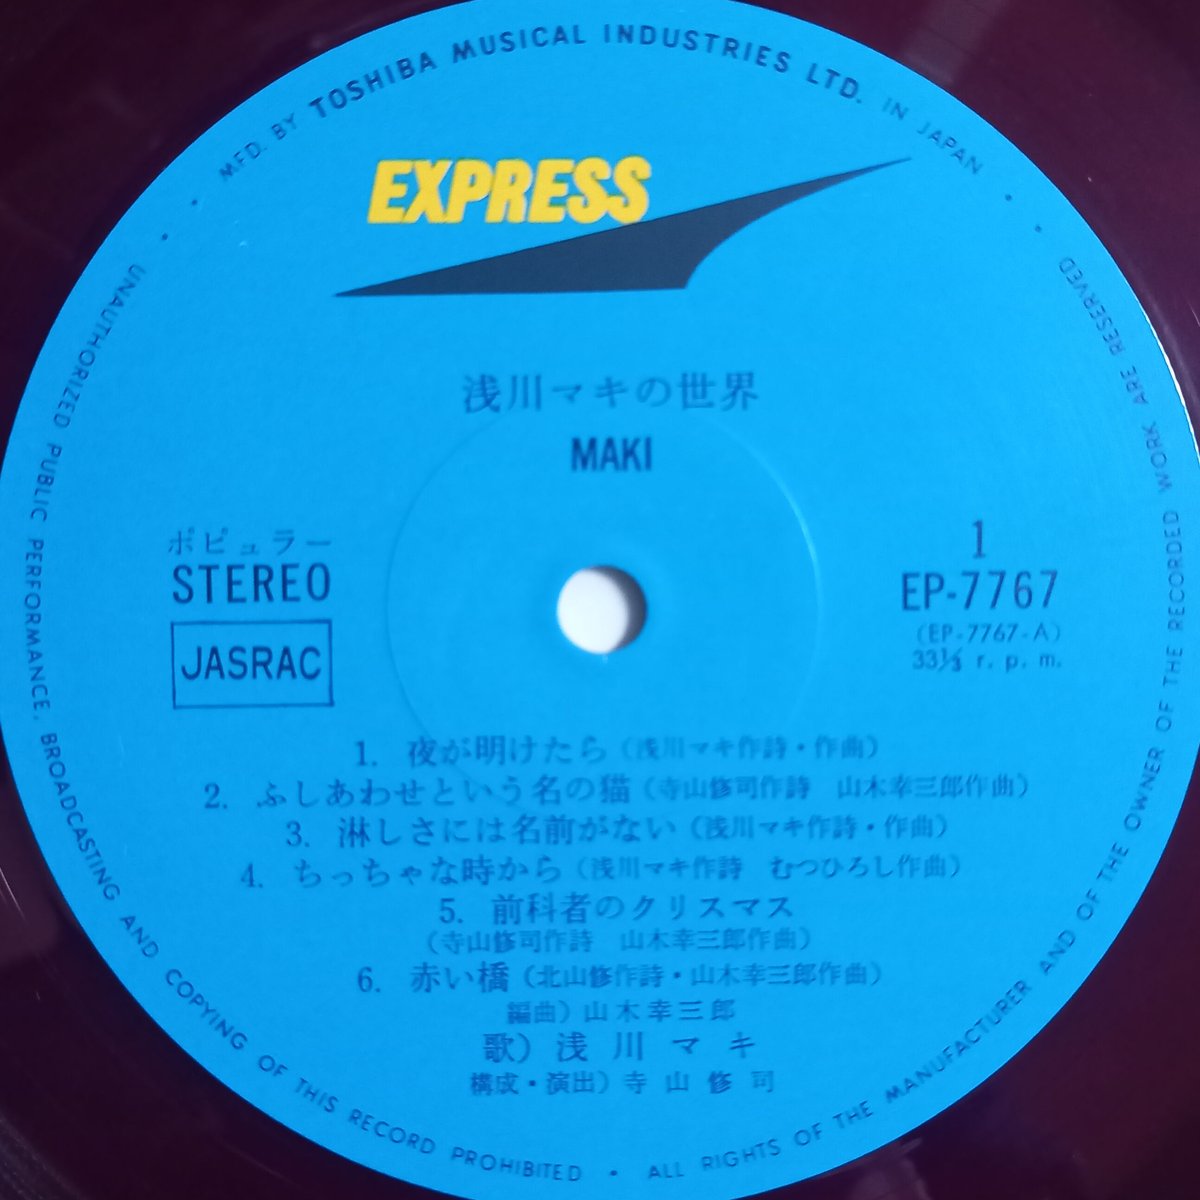 MFD. BY TOSHIBA MUSICAL INDUSTRIES LTD. IN JAPAN
EXPRESS
浅川マキの世界
MAKI
ポピュラー
STEREO
JASRAC
1
EP-7767
(EP-7767-A)
33⅓ r. p. m.
1. 夜が明けたら(浅川マキ作詩・作曲)
2. ふしあわせという名の猫(寺山修司作詩 山木幸三郎作曲)
3. 淋しさには名前がない(浅川マキ作詩・作曲)
4. ちっちゃな時から(浅川マキ作詩 むつひろし作曲)
5. 前科者のクリスマス
(寺山修司作詩 山木幸三郎作曲)
6. 赤い橋(北山修作詩・山木幸三郎作曲)
編曲)山木幸三郎
歌)浅川マキ
構成・演出)寺山修司
UNAUTHORIZED PUBLIC PERFORMANCE, BROADCASTING AND COPYING OF THIS RECORD PROHIBITED • ALL RIGHTS OF THE MANUFACTURER AND OF THE OWNER OF THE RECORDED WORK ARE RESERVED